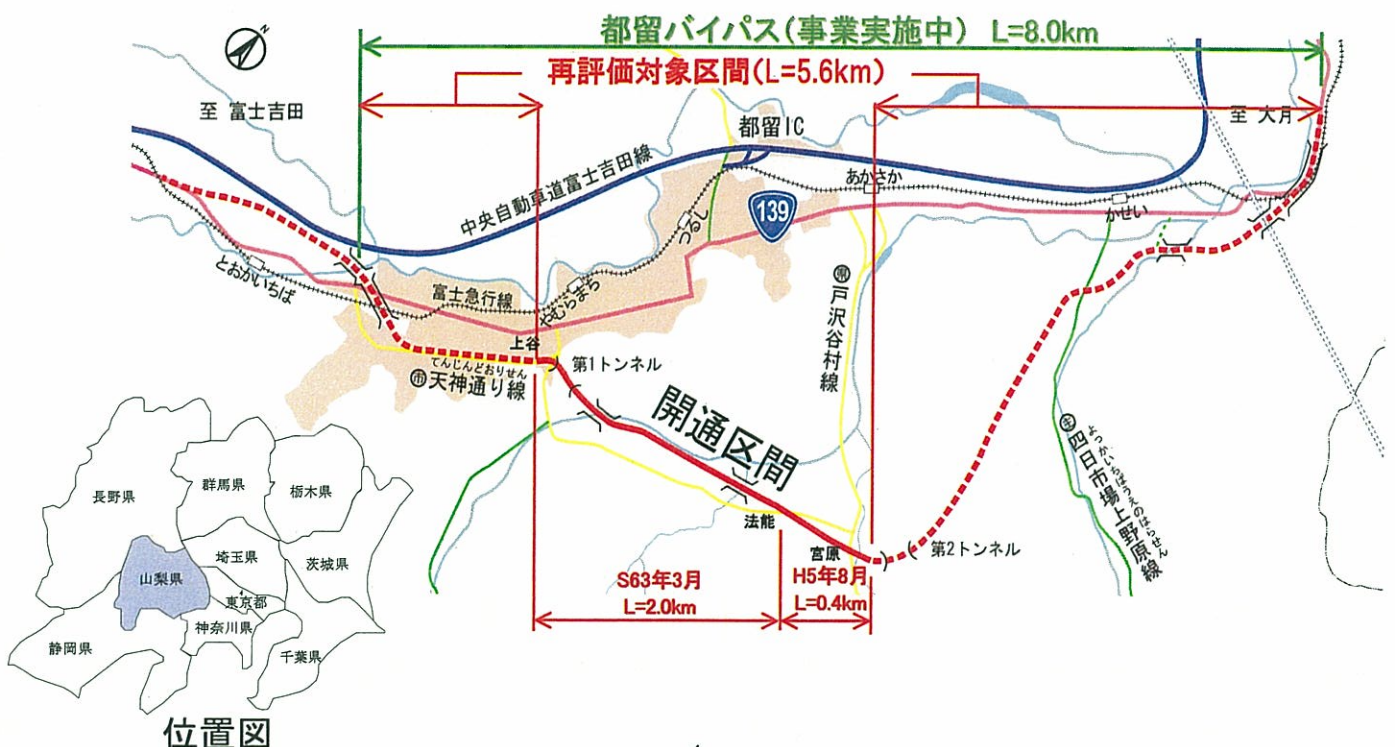 都留バイパス(事業実施中) L=8.0km
N
再評価対象区間(L=5.6km)
至 富士吉田
至 大月
都留IC
中央自動車道富士吉田線
139
あかさか
つるし
かせい
とおかいちば
富士急行線
やむらまち
上谷
県戸沢谷村線
てんじんどおりせん
市天神通り線
第1トンネル
開通区間
法能
宮原
第2トンネル
よっかいちばうえのはらせん
主四日市場上野原線
S63年3月
L=2.0km
H5年8月
L=0.4km
長野県
群馬県
栃木県
埼玉県
茨城県
山梨県
東京都
神奈川県
静岡県
千葉県
位置図